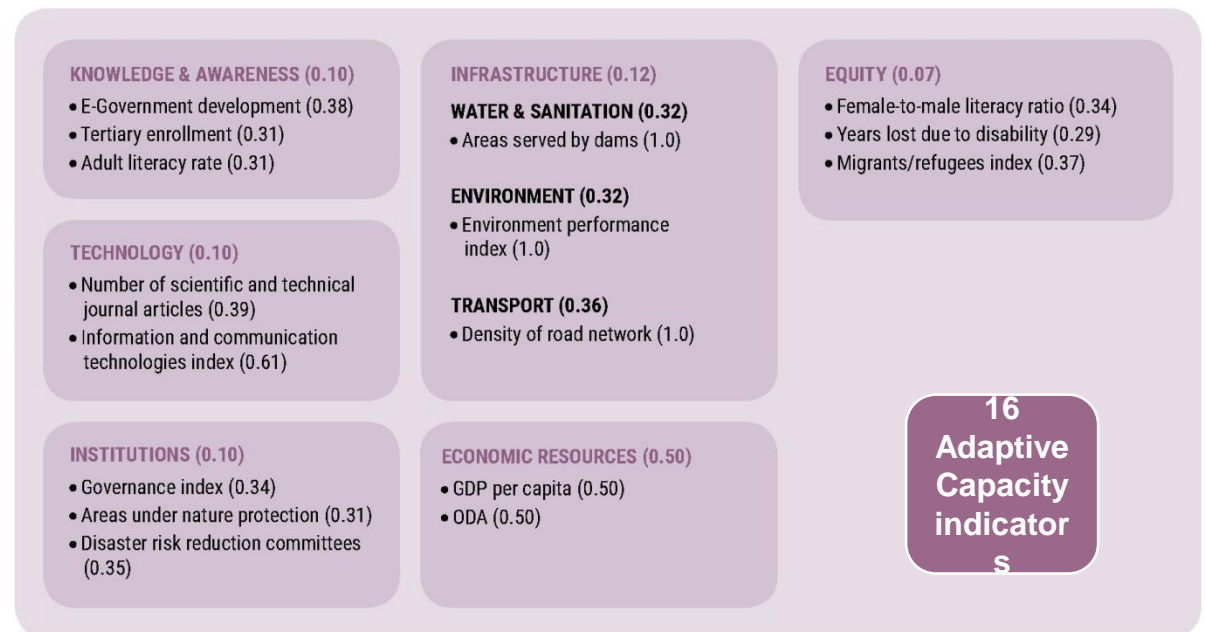 KNOWLEDGE & AWARENESS (0.10)
• E-Government development (0.38)
• Tertiary enrollment (0.31)
• Adult literacy rate (0.31)
TECHNOLOGY (0.10)
• Number of scientific and technical
journal articles (0.39)
• Information and communication
technologies index (0.61)
INSTITUTIONS (0.10)
• Governance index (0.34)
• Areas under nature protection (0.31)
• Disaster risk reduction committees
(0.35)
INFRASTRUCTURE (0.12)
WATER & SANITATION (0.32)
• Areas served by dams (1.0)
ENVIRONMENT (0.32)
• Environment performance
index (1.0)
TRANSPORT (0.36)
• Density of road network (1.0)
ECONOMIC RESOURCES (0.50)
• GDP per capita (0.50)
• ODA (0.50)
EQUITY (0.07)
• Female-to-male literacy ratio (0.34)
• Years lost due to disability (0.29)
• Migrants/refugees index (0.37)
16
Adaptive
Capacity
indicator
s